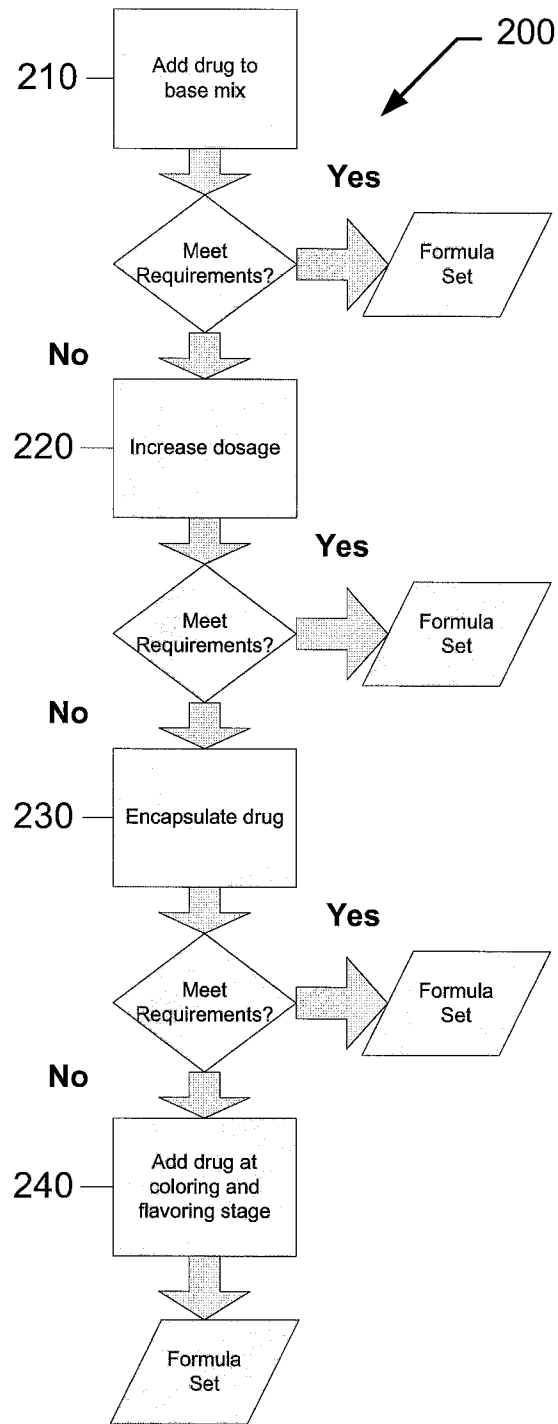 200
210
Add drug to
base mix
Yes
Meet
Requirements?
Formula
Set
No
220
Increase dosage
Yes
Meet
Requirements?
Formula
Set
No
230
Encapsulate drug
Yes
Meet
Requirements?
Formula
Set
No
240
Add drug at
coloring and
flavoring stage
Formula
Set